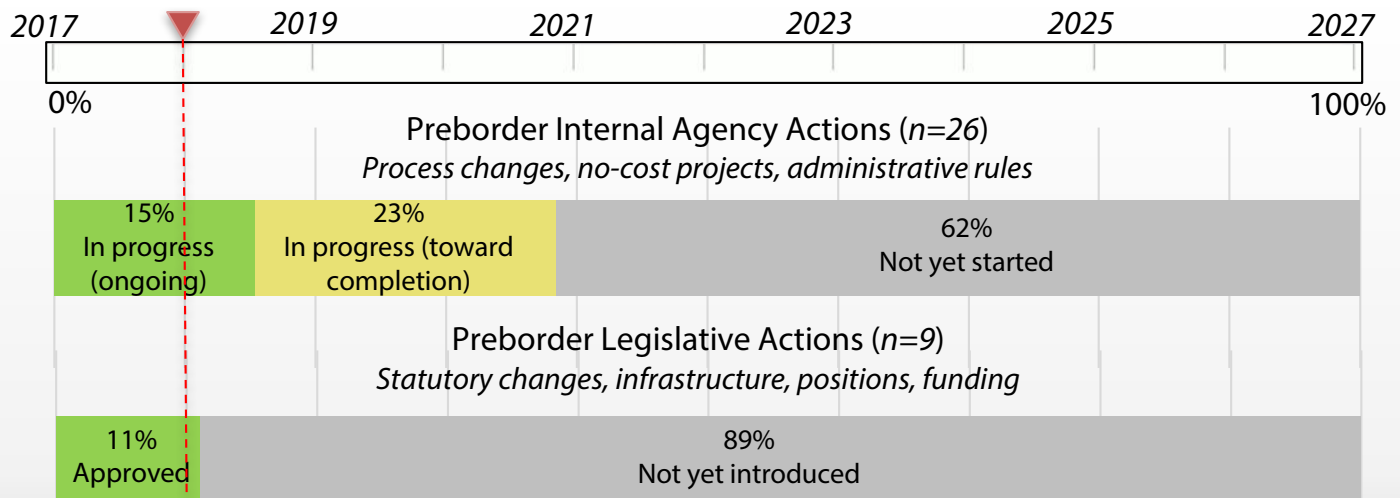 2017 2019 2021 2023 2025 2027
0% 100%
Preborder Internal Agency Actions (n=26)
Process changes, no-cost projects, administrative rules
15%
In progress
(ongoing)
23%
In progress (toward
completion)
62%
Not yet started
Preborder Legislative Actions (n=9)
Statutory changes, infrastructure, positions, funding
11%
Approved
89%
Not yet introduced